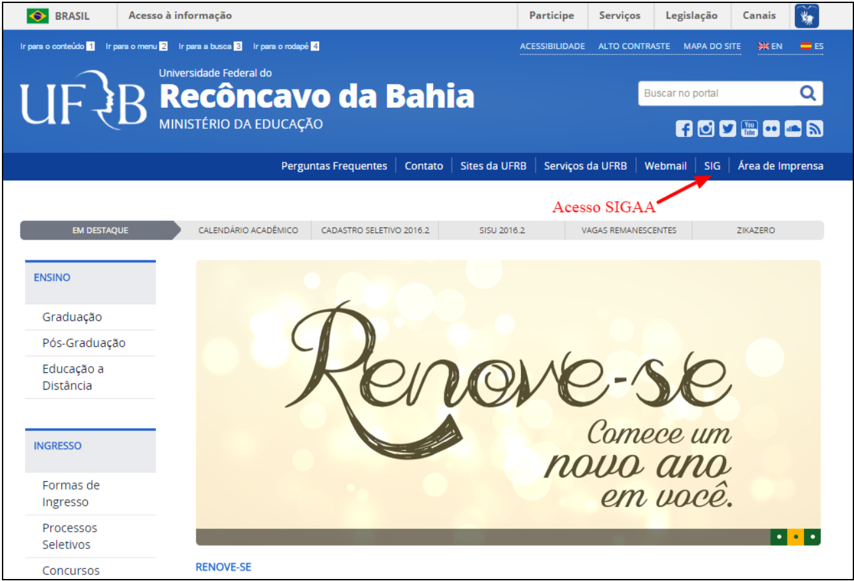 BRASIL Acesso à informação Participe Serviços Legislação Canais
Ir para o conteúdo 1 Ir para o menu 2 Ir para a busca 3 Ir para o rodapé 4 ACESSIBILIDADE ALTO CONTRASTE MAPA DO SITE EN ES
UFRB
Universidade Federal do
Recôncavo da Bahia
MINISTÉRIO DA EDUCAÇÃO
Buscar no portal
You Tube
Perguntas Frequentes Contato Sites da UFRB Serviços da UFRB Webmail SIG Área de Imprensa
Acesso SIGAA
EM DESTAQUE CALENDÁRIO ACADÊMICO CADASTRO SELETIVO 2016.2 SISU 2016.2 VAGAS REMANESCENTES ZIKAZERO
ENSINO
Graduação
Pós-Graduação
Educação a
Distância
INGRESSO
Formas de
Ingresso
Processos
Seletivos
Concursos
Renove-se
Comece um
novo ano
em você.
RENOVE-SE